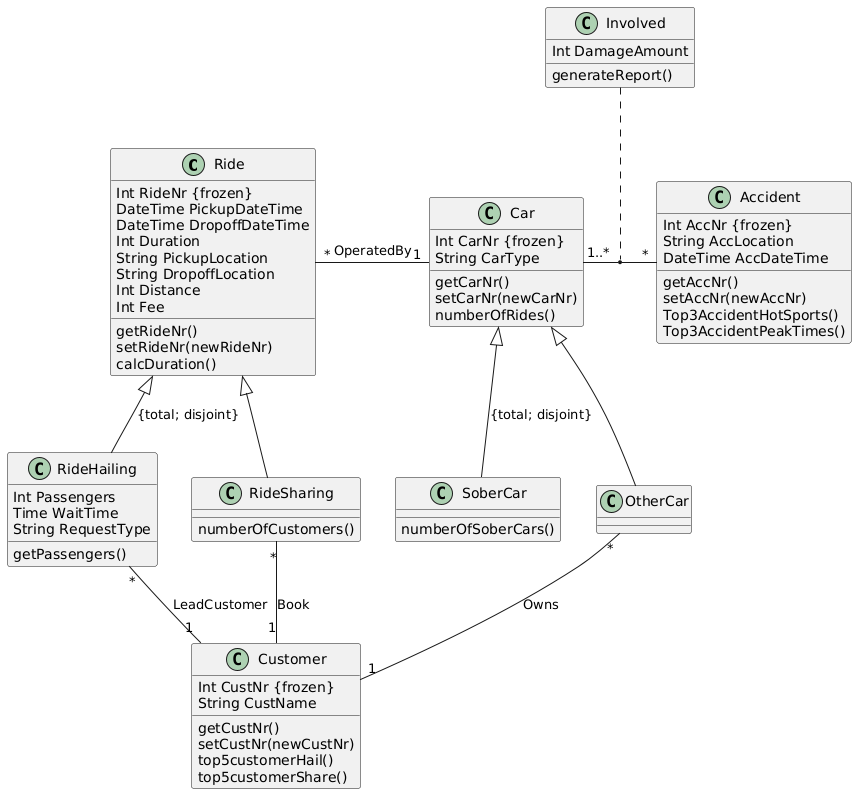 C Involved
Int DamageAmount
generateReport()
C Ride
Int RideNr {frozen}
DateTime PickupDateTime
DateTime DropoffDateTime
Int Duration
String PickupLocation
String DropoffLocation
Int Distance
Int Fee
getRideNr()
setRideNr(newRideNr)
calcDuration()
* OperatedBy 1
C Car
Int CarNr {frozen}
String CarType
getCarNr()
setCarNr(newCarNr)
numberOfRides()
1..* *
C Accident
Int AccNr {frozen}
String AccLocation
DateTime AccDateTime
getAccNr()
setAccNr(newAccNr)
Top3AccidentHotSports()
Top3AccidentPeakTimes()
{total; disjoint}
{total; disjoint}
C RideHailing
Int Passengers
Time WaitTime
String RequestType
getPassengers()
C RideSharing
numberOfCustomers()
C SoberCar
numberOfSoberCars()
C OtherCar
*
*
*
LeadCustomer
Book
Owns
1
1
1
C Customer
Int CustNr {frozen}
String CustName
getCustNr()
setCustNr(newCustNr)
top5customerHail()
top5customerShare()